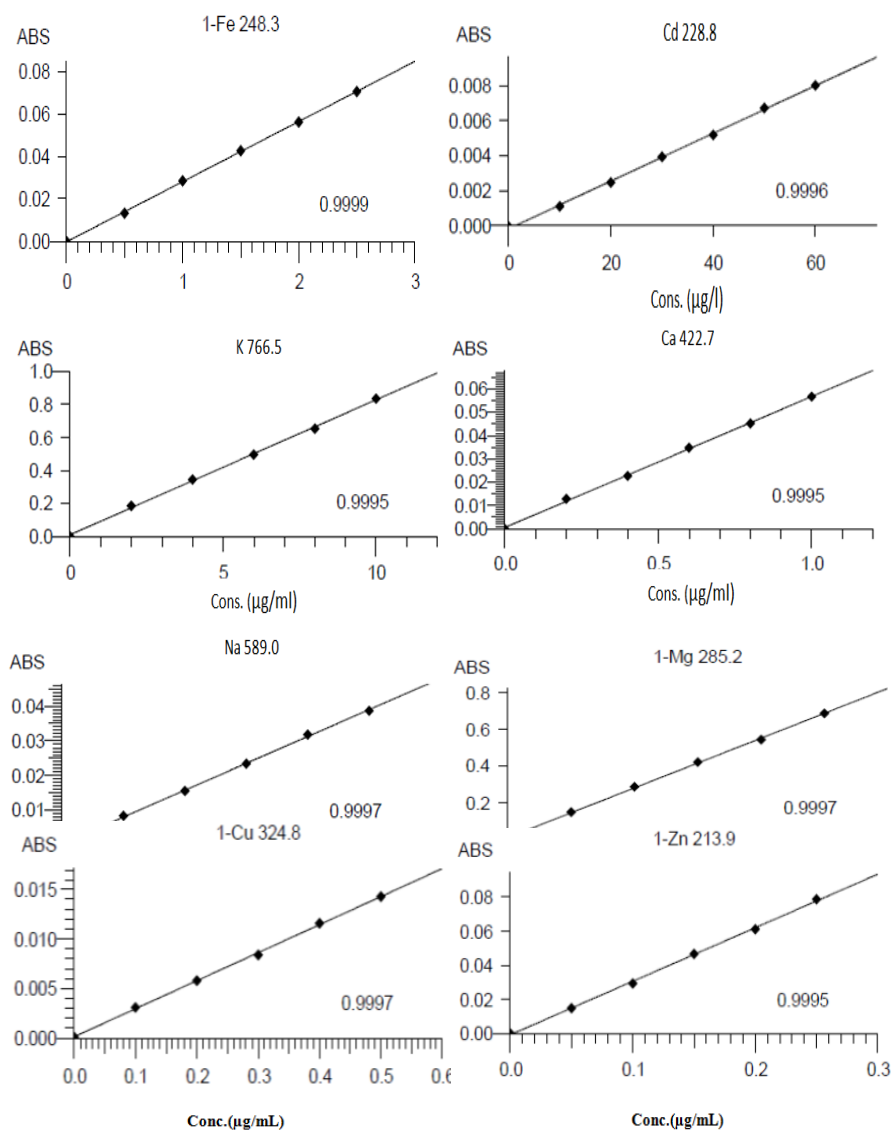 1-Fe 248.3
ABS
0.08
0.06
0.04
0.02
0.00
0.9999
0 1 2 3
Cd 228.8
ABS
0.008
0.006
0.004
0.002
0.000
0.9996
0 20 40 60
Cons. (µg/l)
K 766.5
ABS
1.0
0.8
0.6
0.4
0.2
0.0
0.9995
0 5 10
Cons. (µg/ml)
Ca 422.7
ABS
0.06
0.05
0.04
0.03
0.02
0.01
0.00
0.9995
0.0 0.5 1.0
Cons. (µg/ml)
Na 589.0
ABS
0.04
0.03
0.02
0.01
0.9997
1-Mg 285.2
ABS
0.8
0.6
0.4
0.2
0.9997
1-Cu 324.8
ABS
0.015
0.010
0.005
0.000
0.9997
0.0 0.1 0.2 0.3 0.4 0.5 0.6
Conc.(µg/mL)
1-Zn 213.9
ABS
0.08
0.06
0.04
0.02
0.00
0.9995
0.0 0.1 0.2 0.3
Conc.(µg/mL)